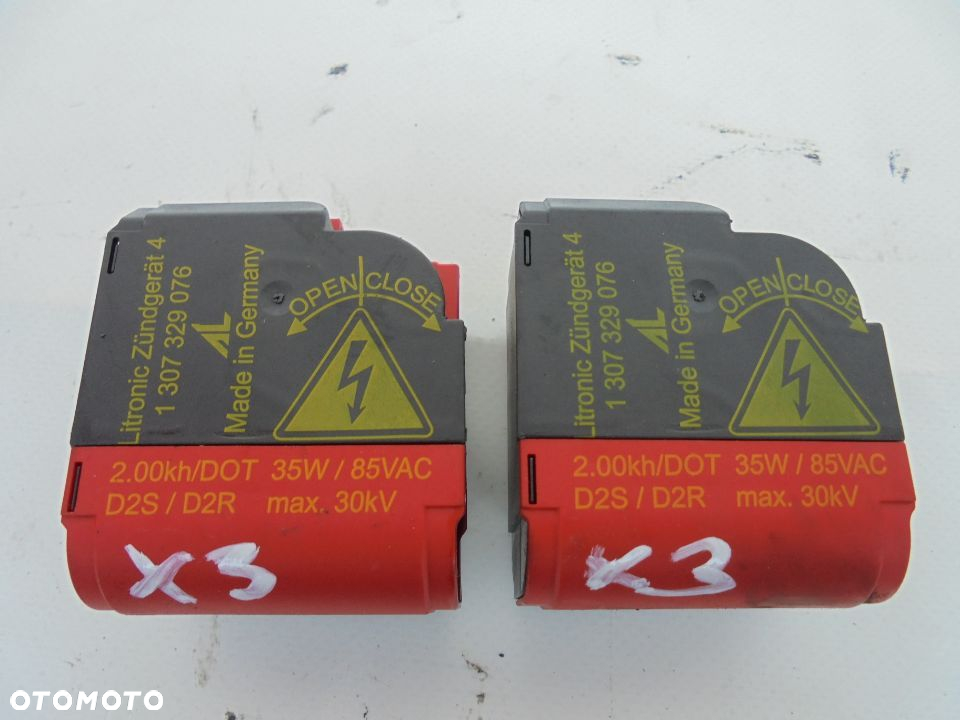 Litronic Zündgerät 4
1 307 329 076
AL
Made in Germany
OPEN CLOSE
2.00kh/DOT 35W / 85VAC
D2S / D2R max. 30kV
X3
Litronic Zündgerät 4
1 307 329 076
AL
Made in Germany
OPEN CLOSE
2.00kh/DOT 35W / 85VAC
D2S / D2R max. 30kV
X3
OTOMOTO